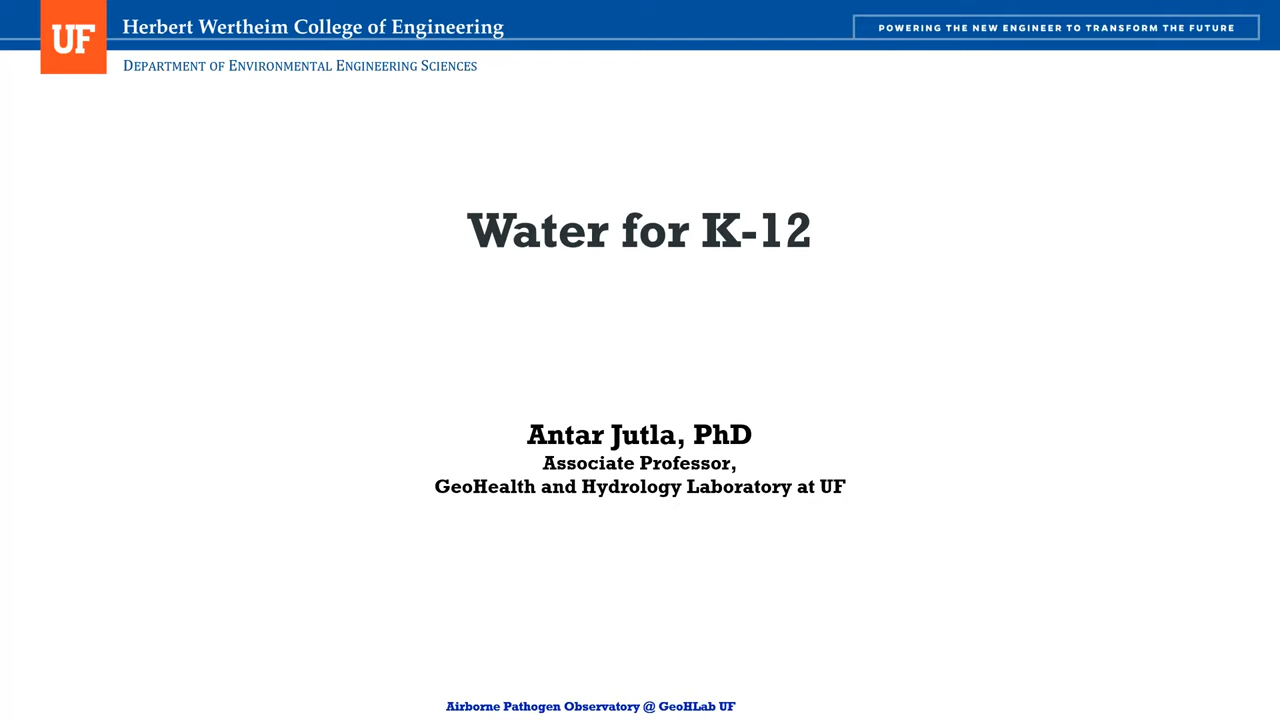 UF
Herbert Wertheim College of Engineering
POWERING THE NEW ENGINEER TO TRANSFORM THE FUTURE
DEPARTMENT OF ENVIRONMENTAL ENGINEERING SCIENCES
Water for K-12
Antar Jutla, PhD
Associate Professor,
GeoHealth and Hydrology Laboratory at UF
Airborne Pathogen Observatory @ GeoHLab UF